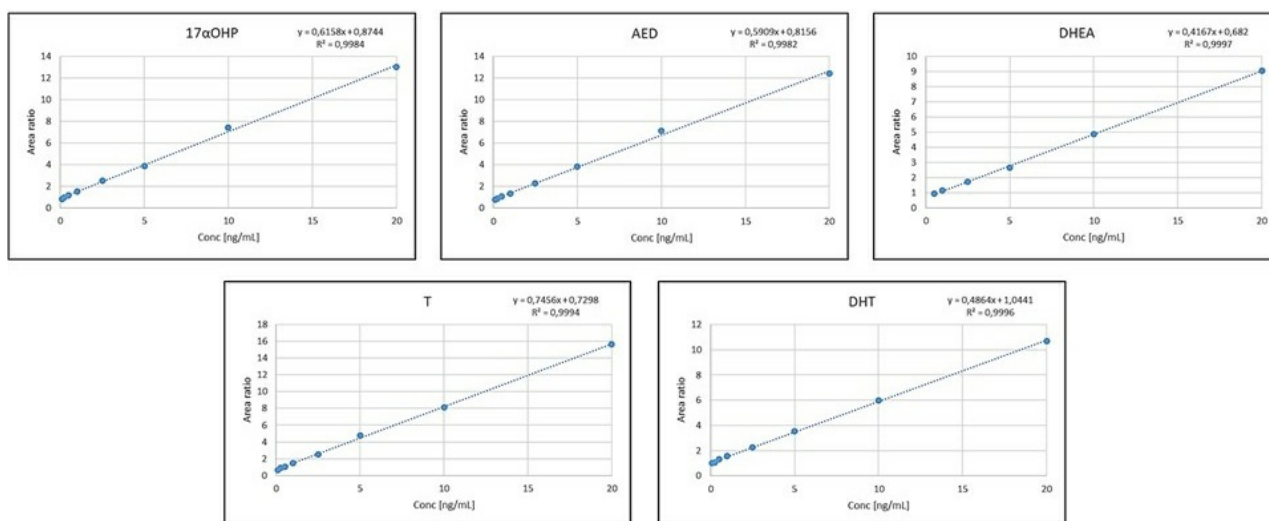 17αOHP
y = 0,6158x + 0,8744
R² = 0,9984
14
12
10
8
6
4
2
0
Area ratio
0 5 10 15 20
Conc [ng/mL]
AED
y = 0,5909x + 0,8156
R² = 0,9982
14
12
10
8
6
4
2
0
Area ratio
0 5 10 15 20
Conc [ng/mL]
DHEA
y = 0,4167x + 0,682
R² = 0,9997
10
9
8
7
6
5
4
3
2
1
0
Area ratio
0 5 10 15 20
Conc [ng/mL]
T
y = 0,7456x + 0,7298
R² = 0,9994
18
16
14
12
10
8
6
4
2
0
Area ratio
0 5 10 15 20
Conc [ng/mL]
DHT
y = 0,4864x + 1,0441
R² = 0,9996
12
10
8
6
4
2
0
Area ratio
0 5 10 15 20
Conc [ng/mL]